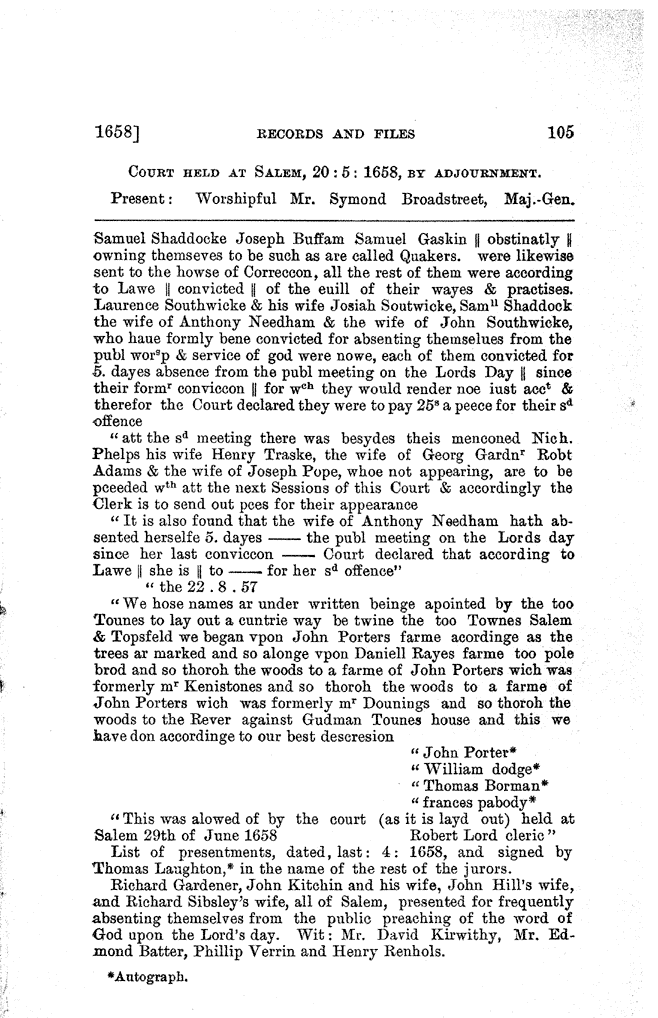 1658] RECORDS AND FILES 105
COURT HELD AT SALEM, 20 : 5 : 1658, BY ADJOURNMENT.
Present: Worshipful Mr. Symond Broadstreet, Maj.-Gen.
Samuel Shaddocke Joseph Buffam Samuel Gaskin ‖ obstinatly ‖
owning themseves to be such as are called Quakers. were likewise
sent to the howse of Correccon, all the rest of them were according
to Lawe ‖ convicted ‖ of the euill of their wayes & practises.
Laurence Southwicke & his wife Josiah Soutwicke, Samˡˡ Shaddock
the wife of Anthony Needham & the wife of John Southwicke,
who haue formly bene convicted for absenting themselues from the
publ worˢp & service of god were nowe, each of them convicted for
5. dayes absence from the publ meeting on the Lords Day ‖ since
their formʳ conviccon ‖ for wᶜʰ they would render noe iust accᵗ &
therefor the Court declared they were to pay 25ˢ a peece for their sᵈ
offence
"att the sᵈ meeting there was besydes theis menconed Nich.
Phelps his wife Henry Traske, the wife of Georg Gardnʳ Robt
Adams & the wife of Joseph Pope, whoe not appearing, are to be
pceeded wᵗʰ att the next Sessions of this Court & accordingly the
Clerk is to send out pces for their appearance
"It is also found that the wife of Anthony Needham hath ab-
sented herselfe 5. dayes —— the publ meeting on the Lords day
since her last conviccon —— Court declared that according to
Lawe ‖ she is ‖ to —— for her sᵈ offence"
"the 22 . 8 . 57
"We hose names ar under written beinge apointed by the too
Tounes to lay out a cuntrie way be twine the too Townes Salem
& Topsfeld we began vpon John Porters farme acordinge as the
trees ar marked and so alonge vpon Daniell Rayes farme too pole
brod and so thoroh the woods to a farme of John Porters wich was
formerly mʳ Kenistones and so thoroh the woods to a farme of
John Porters wich was formerly mʳ Dounings and so thoroh the
woods to the Rever against Gudman Tounes house and this we
have don accordinge to our best descresion
"John Porter*
"William dodge*
"Thomas Borman*
"frances pabody*
"This was alowed of by the court (as it is layd out) held at
Salem 29th of June 1658 Robert Lord cleric"
List of presentments, dated, last: 4: 1658, and signed by
Thomas Laughton,* in the name of the rest of the jurors.
Richard Gardener, John Kitchin and his wife, John Hill's wife,
and Richard Sibsley's wife, all of Salem, presented for frequently
absenting themselves from the public preaching of the word of
God upon the Lord's day. Wit: Mr. David Kirwithy, Mr. Ed-
mond Batter, Phillip Verrin and Henry Renhols.
*Autograph.